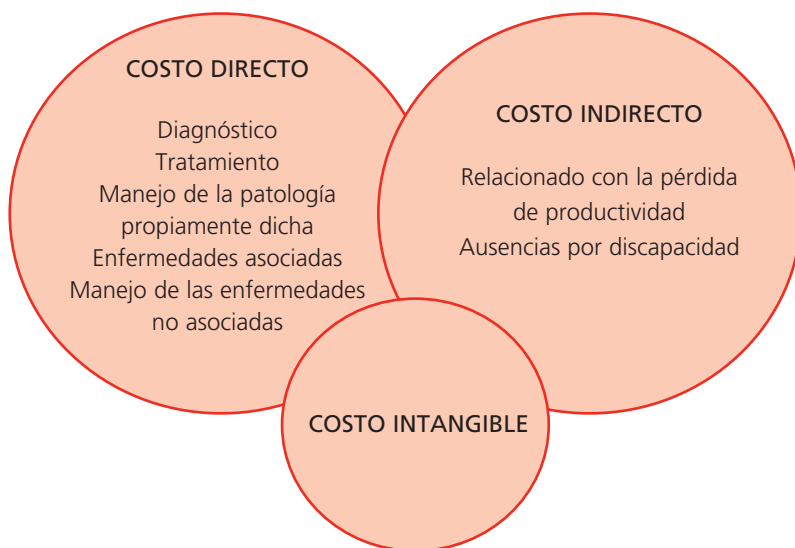 COSTO DIRECTO
Diagnóstico
Tratamiento
Manejo de la patología
propiamente dicha
Enfermedades asociadas
Manejo de las enfermedades
no asociadas
COSTO INDIRECTO
Relacionado con la pérdida
de productividad
Ausencias por discapacidad
COSTO INTANGIBLE